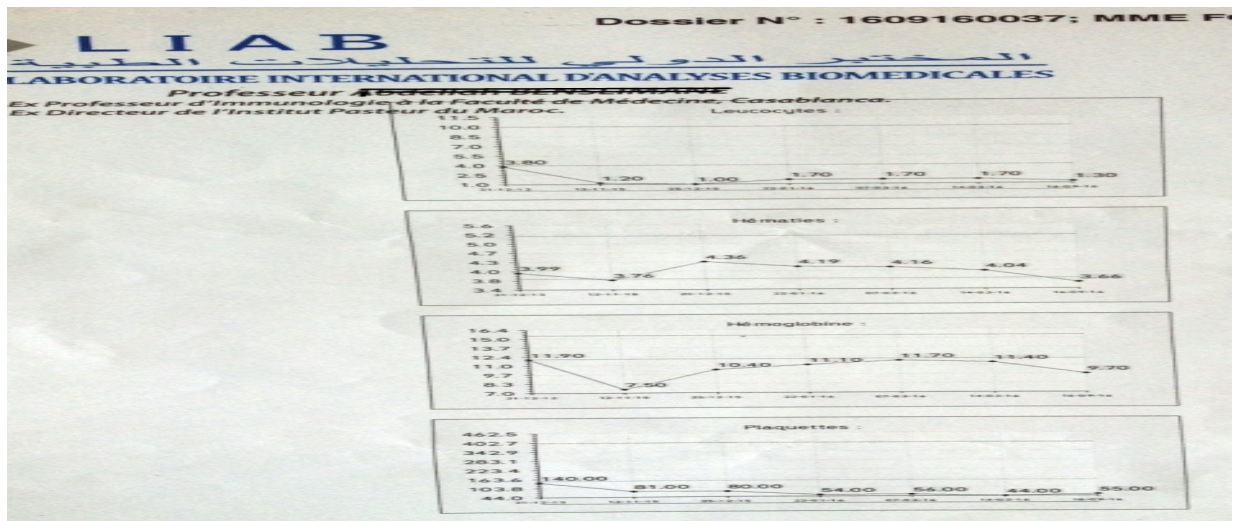 Dossier N° : 1609160037; MME F
L I A B
المختبر الدولي للتحليلات الطبية
LABORATOIRE INTERNATIONAL D'ANALYSES BIOMEDICALES
Professeur
Ex Professeur d'Immunologie à la Faculté de Médecine, Casablanca.
Ex Directeur de l'Institut Pasteur du Maroc.
Leucocytes :
11.5
10.0
8.5
7.0
5.5
4.0
2.5
1.0
3.80 1.20 1.00 1.70 1.70 1.70 1.30
Hématies :
5.6
5.2
5.0
4.7
4.3
4.0
3.8
3.4
3.99 3.76 4.36 4.19 4.16 4.04 3.66
Hémoglobine :
16.4
15.0
13.7
12.4
11.0
9.7
8.3
7.0
11.90 7.50 10.40 11.10 11.70 11.40 9.70
Plaquettes :
462.5
402.7
342.9
283.1
223.4
163.6
103.8
44.0
140.00 81.00 80.00 54.00 56.00 44.00 55.00